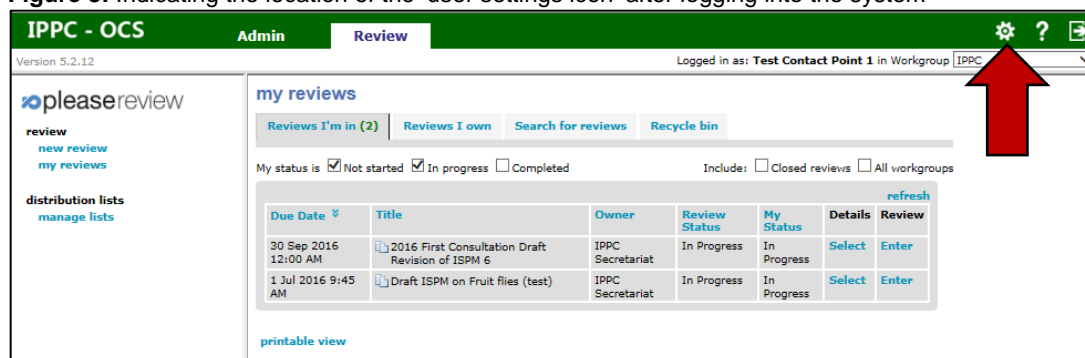 Figure 3: Indicating the location of the 'user settings icon' after logging into the system
IPPC - OCS
Admin
Review
?
Version 5.2.12
Logged in as: Test Contact Point 1 in Workgroup IPPC
pleasereview
review
new review
my reviews
distribution lists
manage lists
my reviews
Reviews I'm in (2)
Reviews I own
Search for reviews
Recycle bin
My status is Not started In progress Completed
Include: Closed reviews All workgroups
refresh
Due Date Title Owner Review Status My Status Details Review
30 Sep 2016 12:00 AM 2016 First Consultation Draft Revision of ISPM 6 IPPC Secretariat In Progress In Progress Select Enter
1 Jul 2016 9:45 AM Draft ISPM on Fruit flies (test) IPPC Secretariat In Progress In Progress Select Enter
printable view